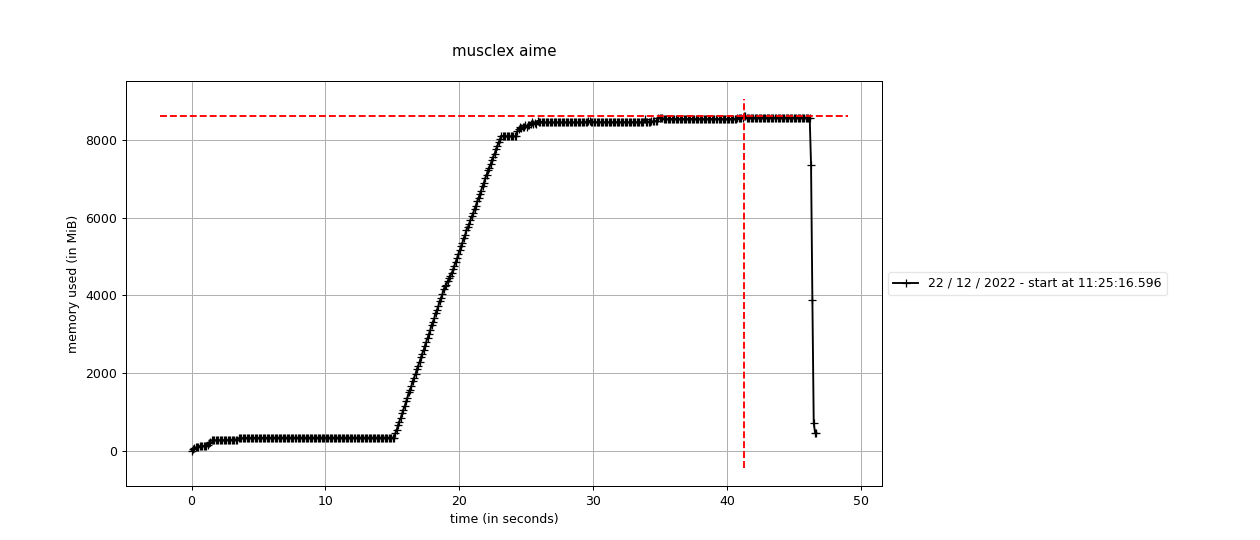 musclex aime
8000
6000
4000
2000
0
memory used (in MiB)
0 10 20 30 40 50
time (in seconds)
22 / 12 / 2022 - start at 11:25:16.596